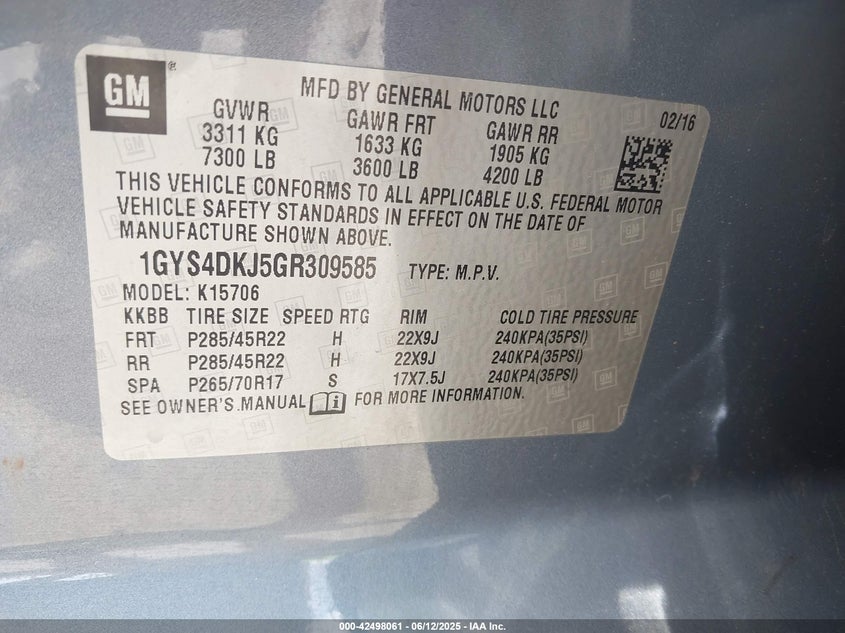 GM
MFD BY GENERAL MOTORS LLC
02/16
GVWR GAWR FRT GAWR RR
3311 KG 1633 KG 1905 KG
7300 LB 3600 LB 4200 LB
THIS VEHICLE CONFORMS TO ALL APPLICABLE U.S. FEDERAL MOTOR
VEHICLE SAFETY STANDARDS IN EFFECT ON THE DATE OF
MANUFACTURE SHOWN ABOVE.
1GYS4DKJ5GR309585 TYPE: M.P.V.
MODEL: K15706
KKBB TIRE SIZE SPEED RTG RIM COLD TIRE PRESSURE
FRT P285/45R22 H 22X9J 240KPA(35PSI)
RR P285/45R22 H 22X9J 240KPA(35PSI)
SPA P265/70R17 S 17X7.5J 240KPA(35PSI)
SEE OWNER'S MANUAL i FOR MORE INFORMATION.
000-42498061 - 06/12/2025 - IAA Inc.